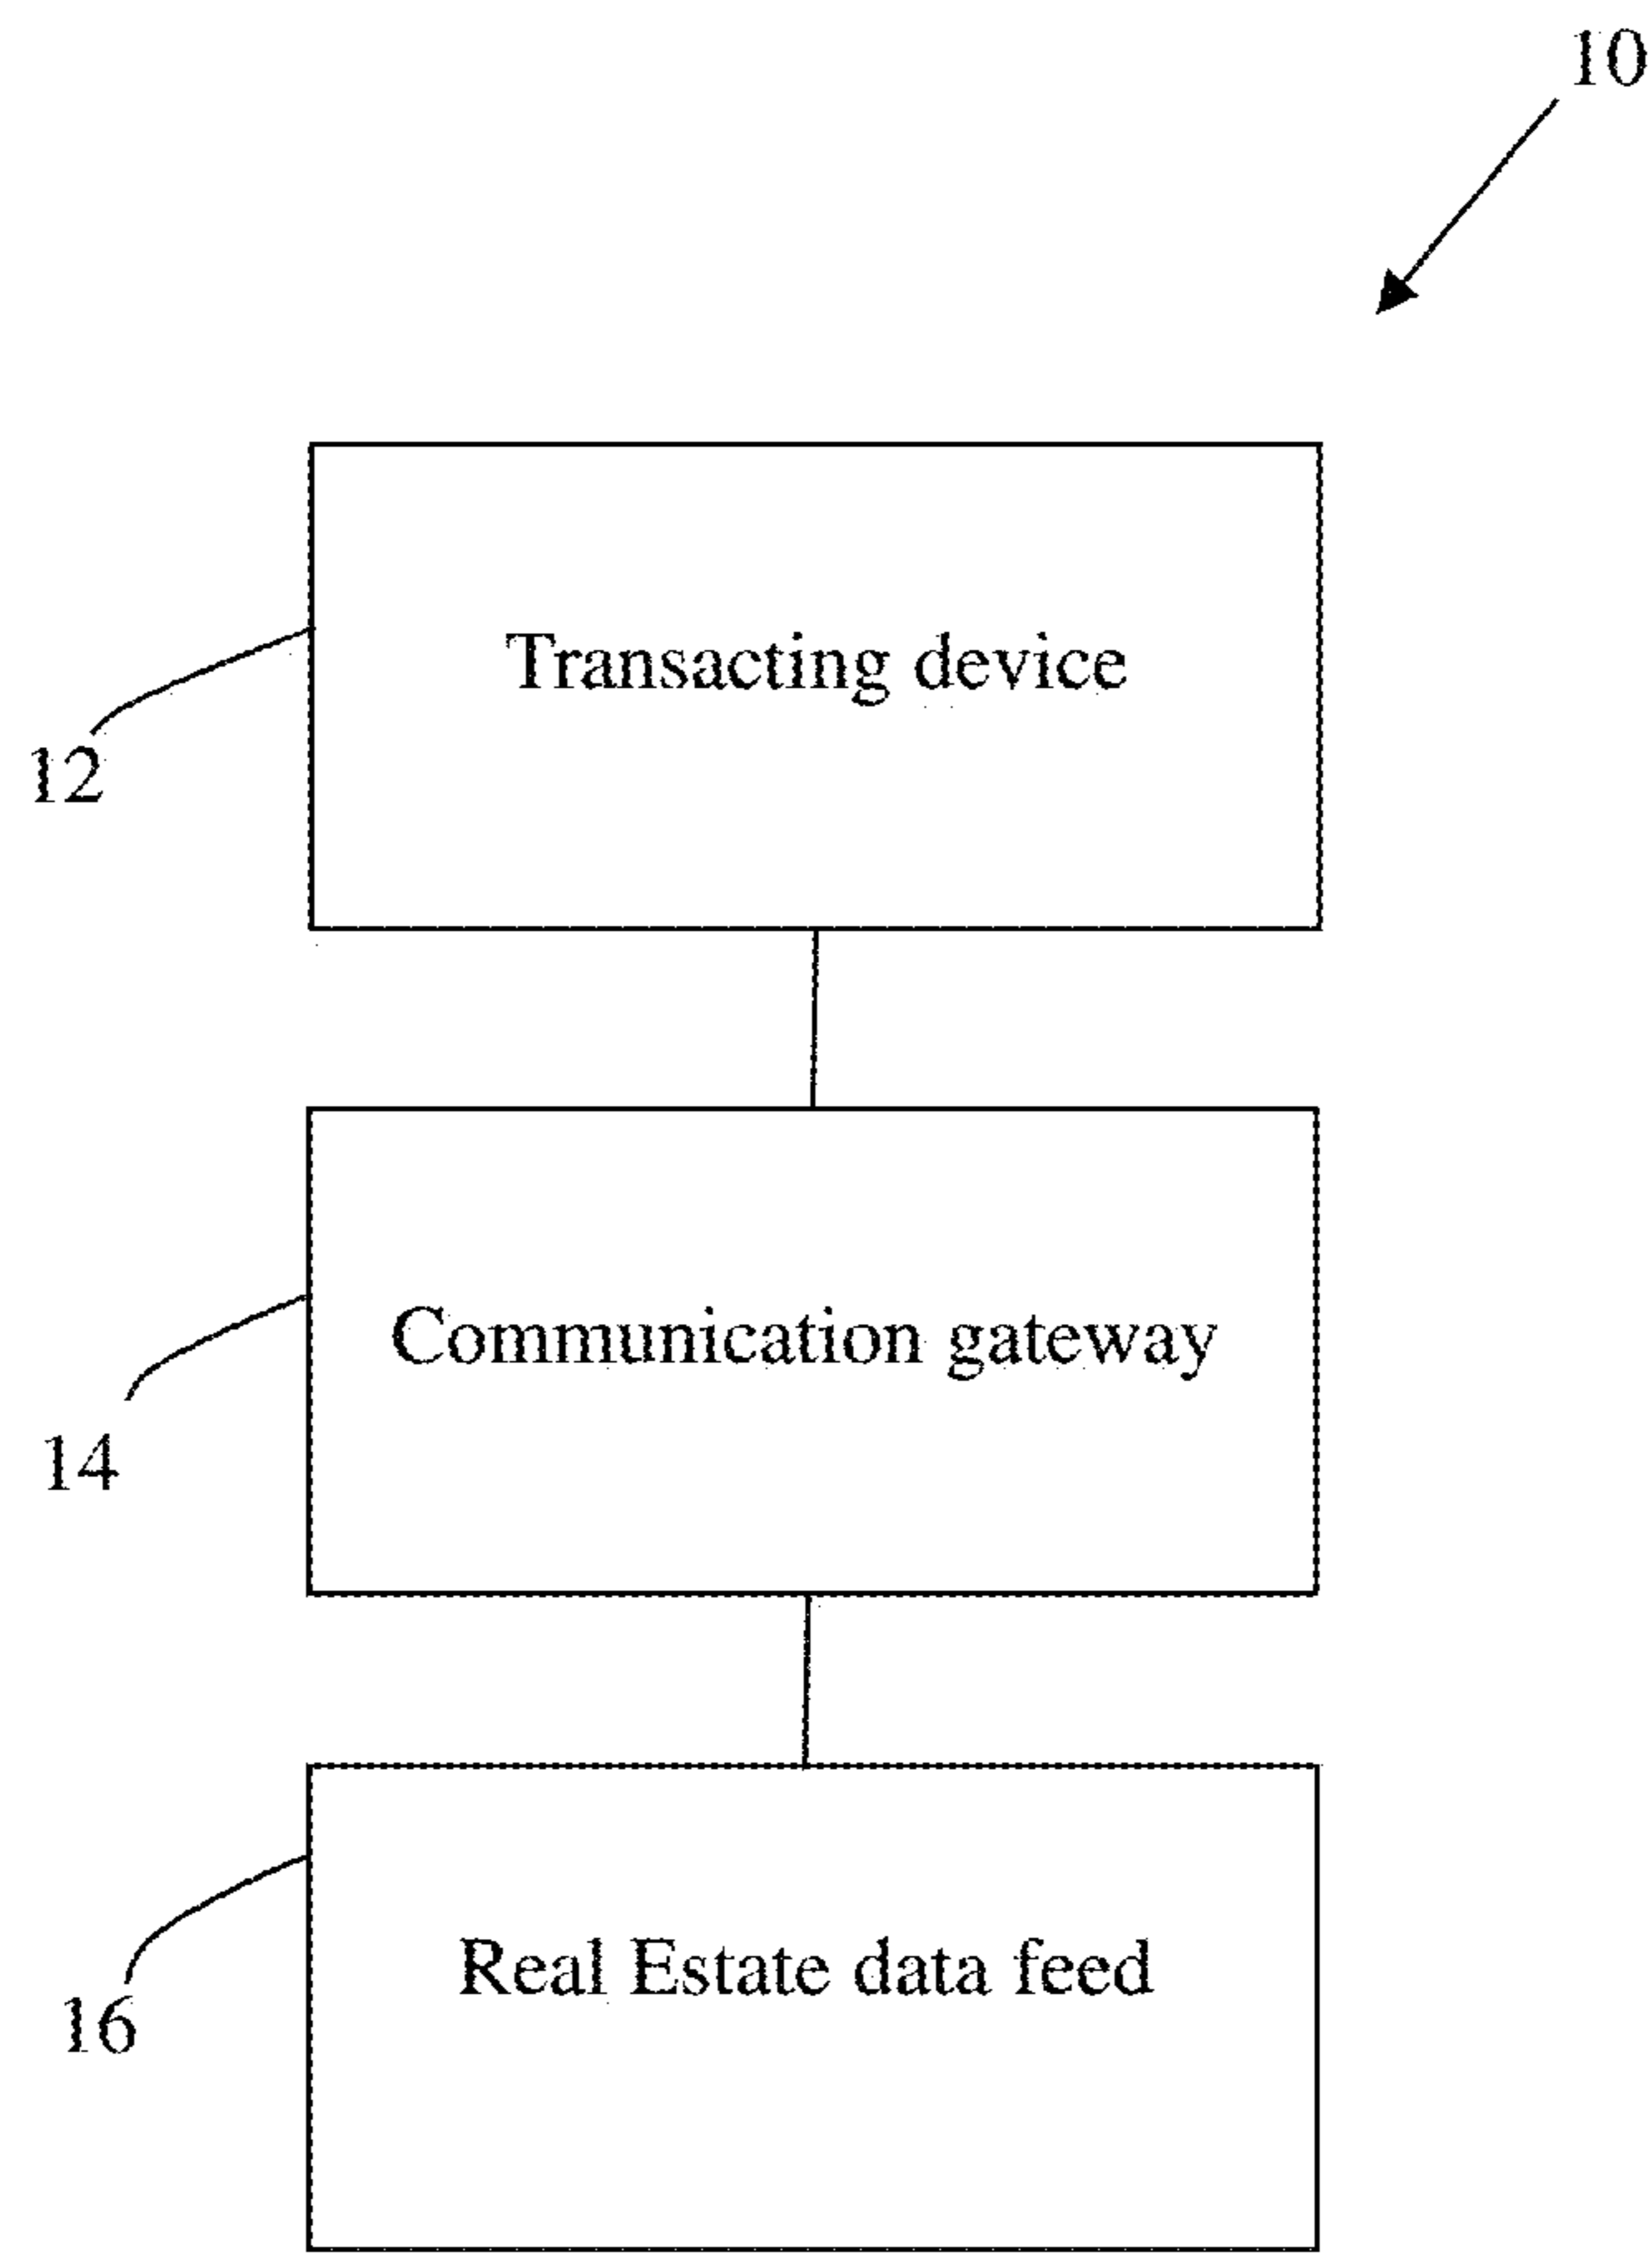 10
Transacting device
12
Communication gateway
14
Real Estate data feed
16